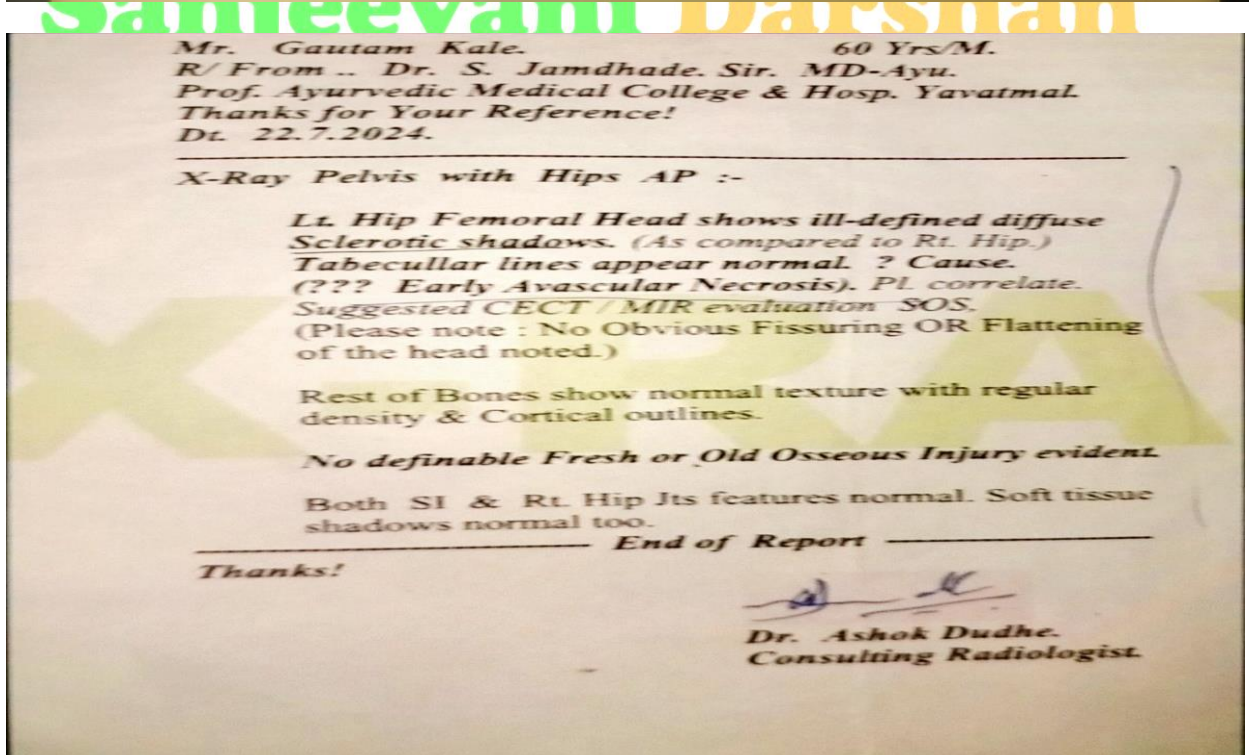 Sanjeevani Darshan
Mr. Gautam Kale. 60 Yrs/M.
R/ From .. Dr. S. Jamdhade. Sir. MD-Ayu.
Prof. Ayurvedic Medical College & Hosp. Yavatmal.
Thanks for Your Reference!
Dt. 22.7.2024.
X-Ray Pelvis with Hips AP :-
Lt. Hip Femoral Head shows ill-defined diffuse
Sclerotic shadows. (As compared to Rt. Hip.)
Tabecullar lines appear normal. ? Cause.
(??? Early Avascular Necrosis). Pl. correlate.
Suggested CECT / MIR evaluation SOS.
(Please note : No Obvious Fissuring OR Flattening
of the head noted.)
X-RAY
Rest of Bones show normal texture with regular
density & Cortical outlines.
No definable Fresh or Old Osseous Injury evident.
Both SI & Rt. Hip Jts features normal. Soft tissue
shadows normal too.
End of Report
Thanks!
Dr. Ashok Dudhe.
Consulting Radiologist.